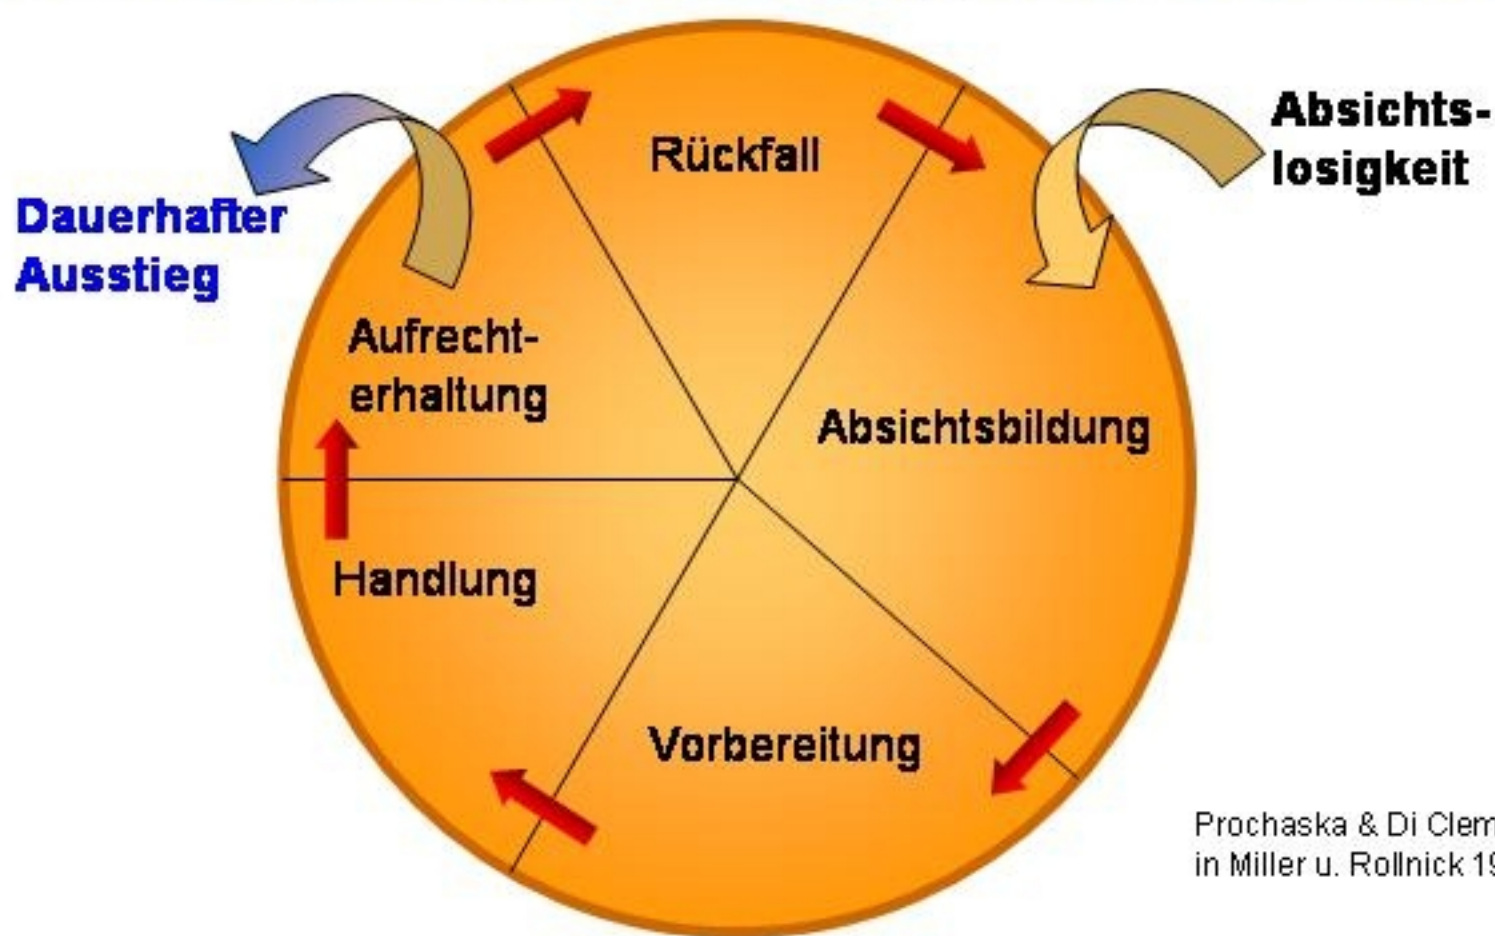 Rückfall
Absichts-
losigkeit
Dauerhafter
Ausstieg
Aufrecht-
erhaltung
Absichtsbildung
Handlung
Vorbereitung
Prochaska & Di
in Miller u. Rollnick